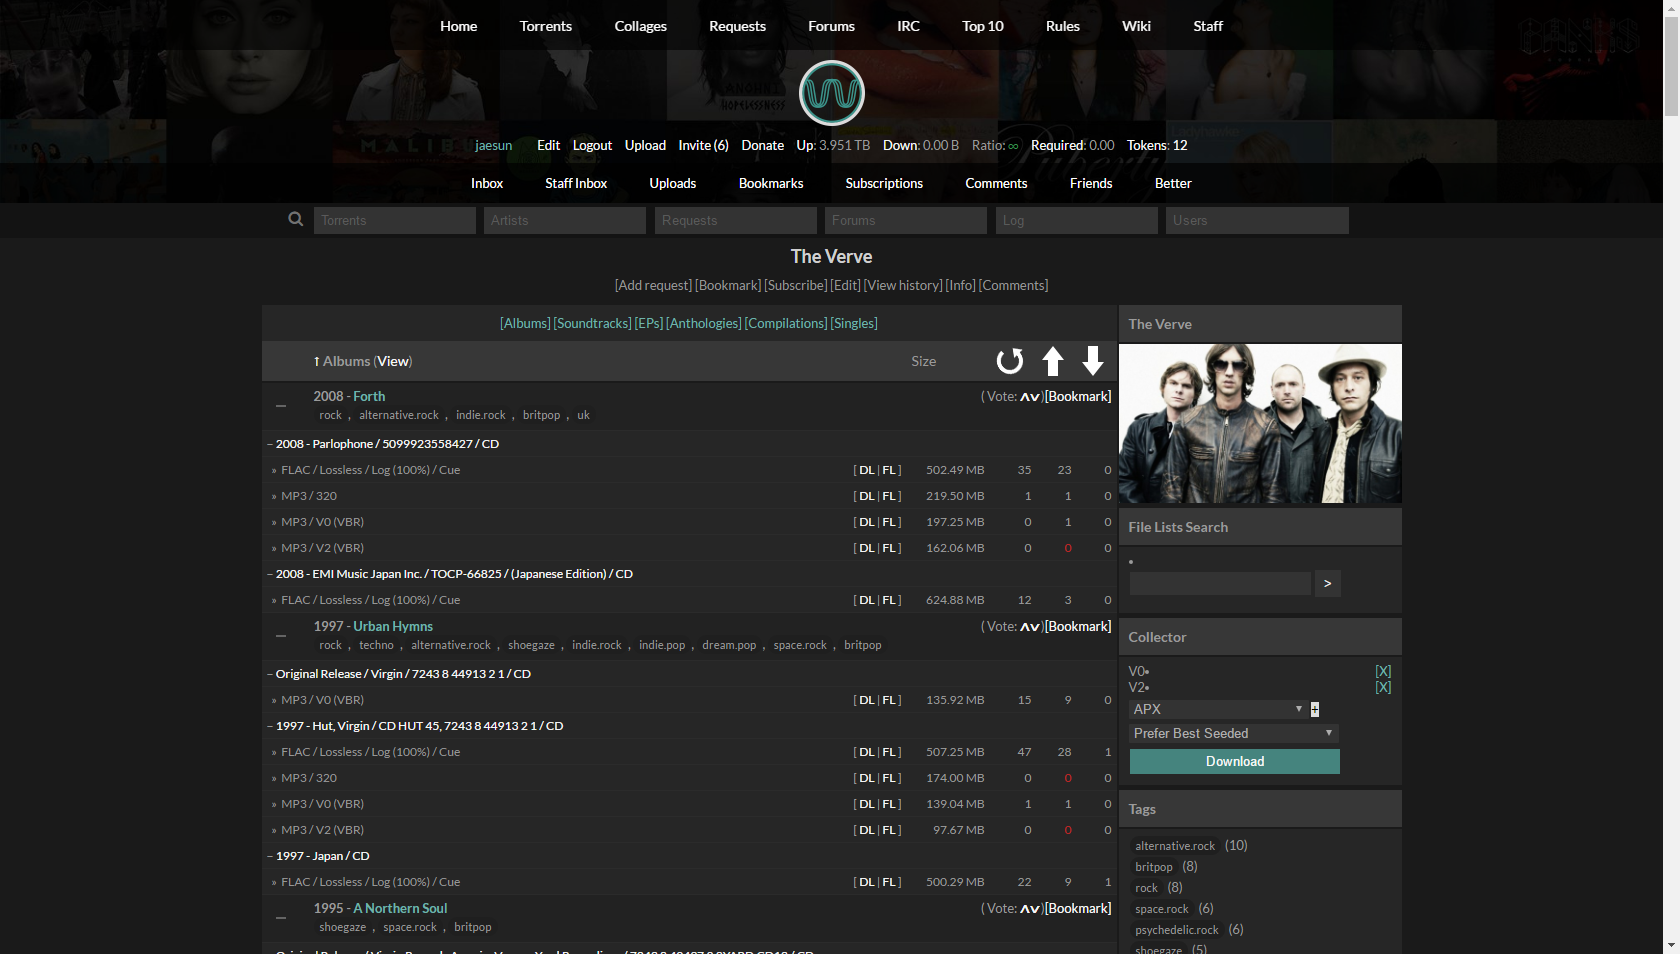 Home Torrents Collages Requests Forums IRC Top 10 Rules Wiki Staff
jaesun Edit Logout Upload Invite (6) Donate Up: 3.951 TB Down: 0.00 B Ratio: ∞ Required: 0.00 Tokens: 12
Inbox Staff Inbox Uploads Bookmarks Subscriptions Comments Friends Better
Torrents Artists Requests Forums Log Users
The Verve
[Add request] [Bookmark] [Subscribe] [Edit] [View history] [Info] [Comments]
[Albums] [Soundtracks] [EPs] [Anthologies] [Compilations] [Singles]
↑ Albums (View) Size
2008 - Forth ( Vote: ) [Bookmark]
rock , alternative.rock , indie.rock , britpop , uk
– 2008 - Parlophone / 5099923558427 / CD
» FLAC / Lossless / Log (100%) / Cue [ DL | FL ] 502.49 MB 35 23 0
» MP3 / 320 [ DL | FL ] 219.50 MB 1 1 0
» MP3 / V0 (VBR) [ DL | FL ] 197.25 MB 0 1 0
» MP3 / V2 (VBR) [ DL | FL ] 162.06 MB 0 0 0
– 2008 - EMI Music Japan Inc. / TOCP-66825 / (Japanese Edition) / CD
» FLAC / Lossless / Log (100%) / Cue [ DL | FL ] 624.88 MB 12 3 0
1997 - Urban Hymns ( Vote: ) [Bookmark]
rock , techno , alternative.rock , shoegaze , indie.rock , indie.pop , dream.pop , space.rock , britpop
– Original Release / Virgin / 7243 8 44913 2 1 / CD
» MP3 / V0 (VBR) [ DL | FL ] 135.92 MB 15 9 0
– 1997 - Hut, Virgin / CD HUT 45, 7243 8 44913 2 1 / CD
» FLAC / Lossless / Log (100%) / Cue [ DL | FL ] 507.25 MB 47 28 1
» MP3 / 320 [ DL | FL ] 174.00 MB 0 0 0
» MP3 / V0 (VBR) [ DL | FL ] 139.04 MB 1 1 0
» MP3 / V2 (VBR) [ DL | FL ] 97.67 MB 0 0 0
– 1997 - Japan / CD
» FLAC / Lossless / Log (100%) / Cue [ DL | FL ] 500.29 MB 22 9 1
1995 - A Northern Soul ( Vote: ) [Bookmark]
shoegaze , space.rock , britpop
The Verve
File Lists Search
>
Collector
V0 [X]
V2 [X]
APX +
Prefer Best Seeded
Download
Tags
alternative.rock (10)
britpop (8)
rock (8)
space.rock (6)
psychedelic.rock (6)
shoegaze (5)